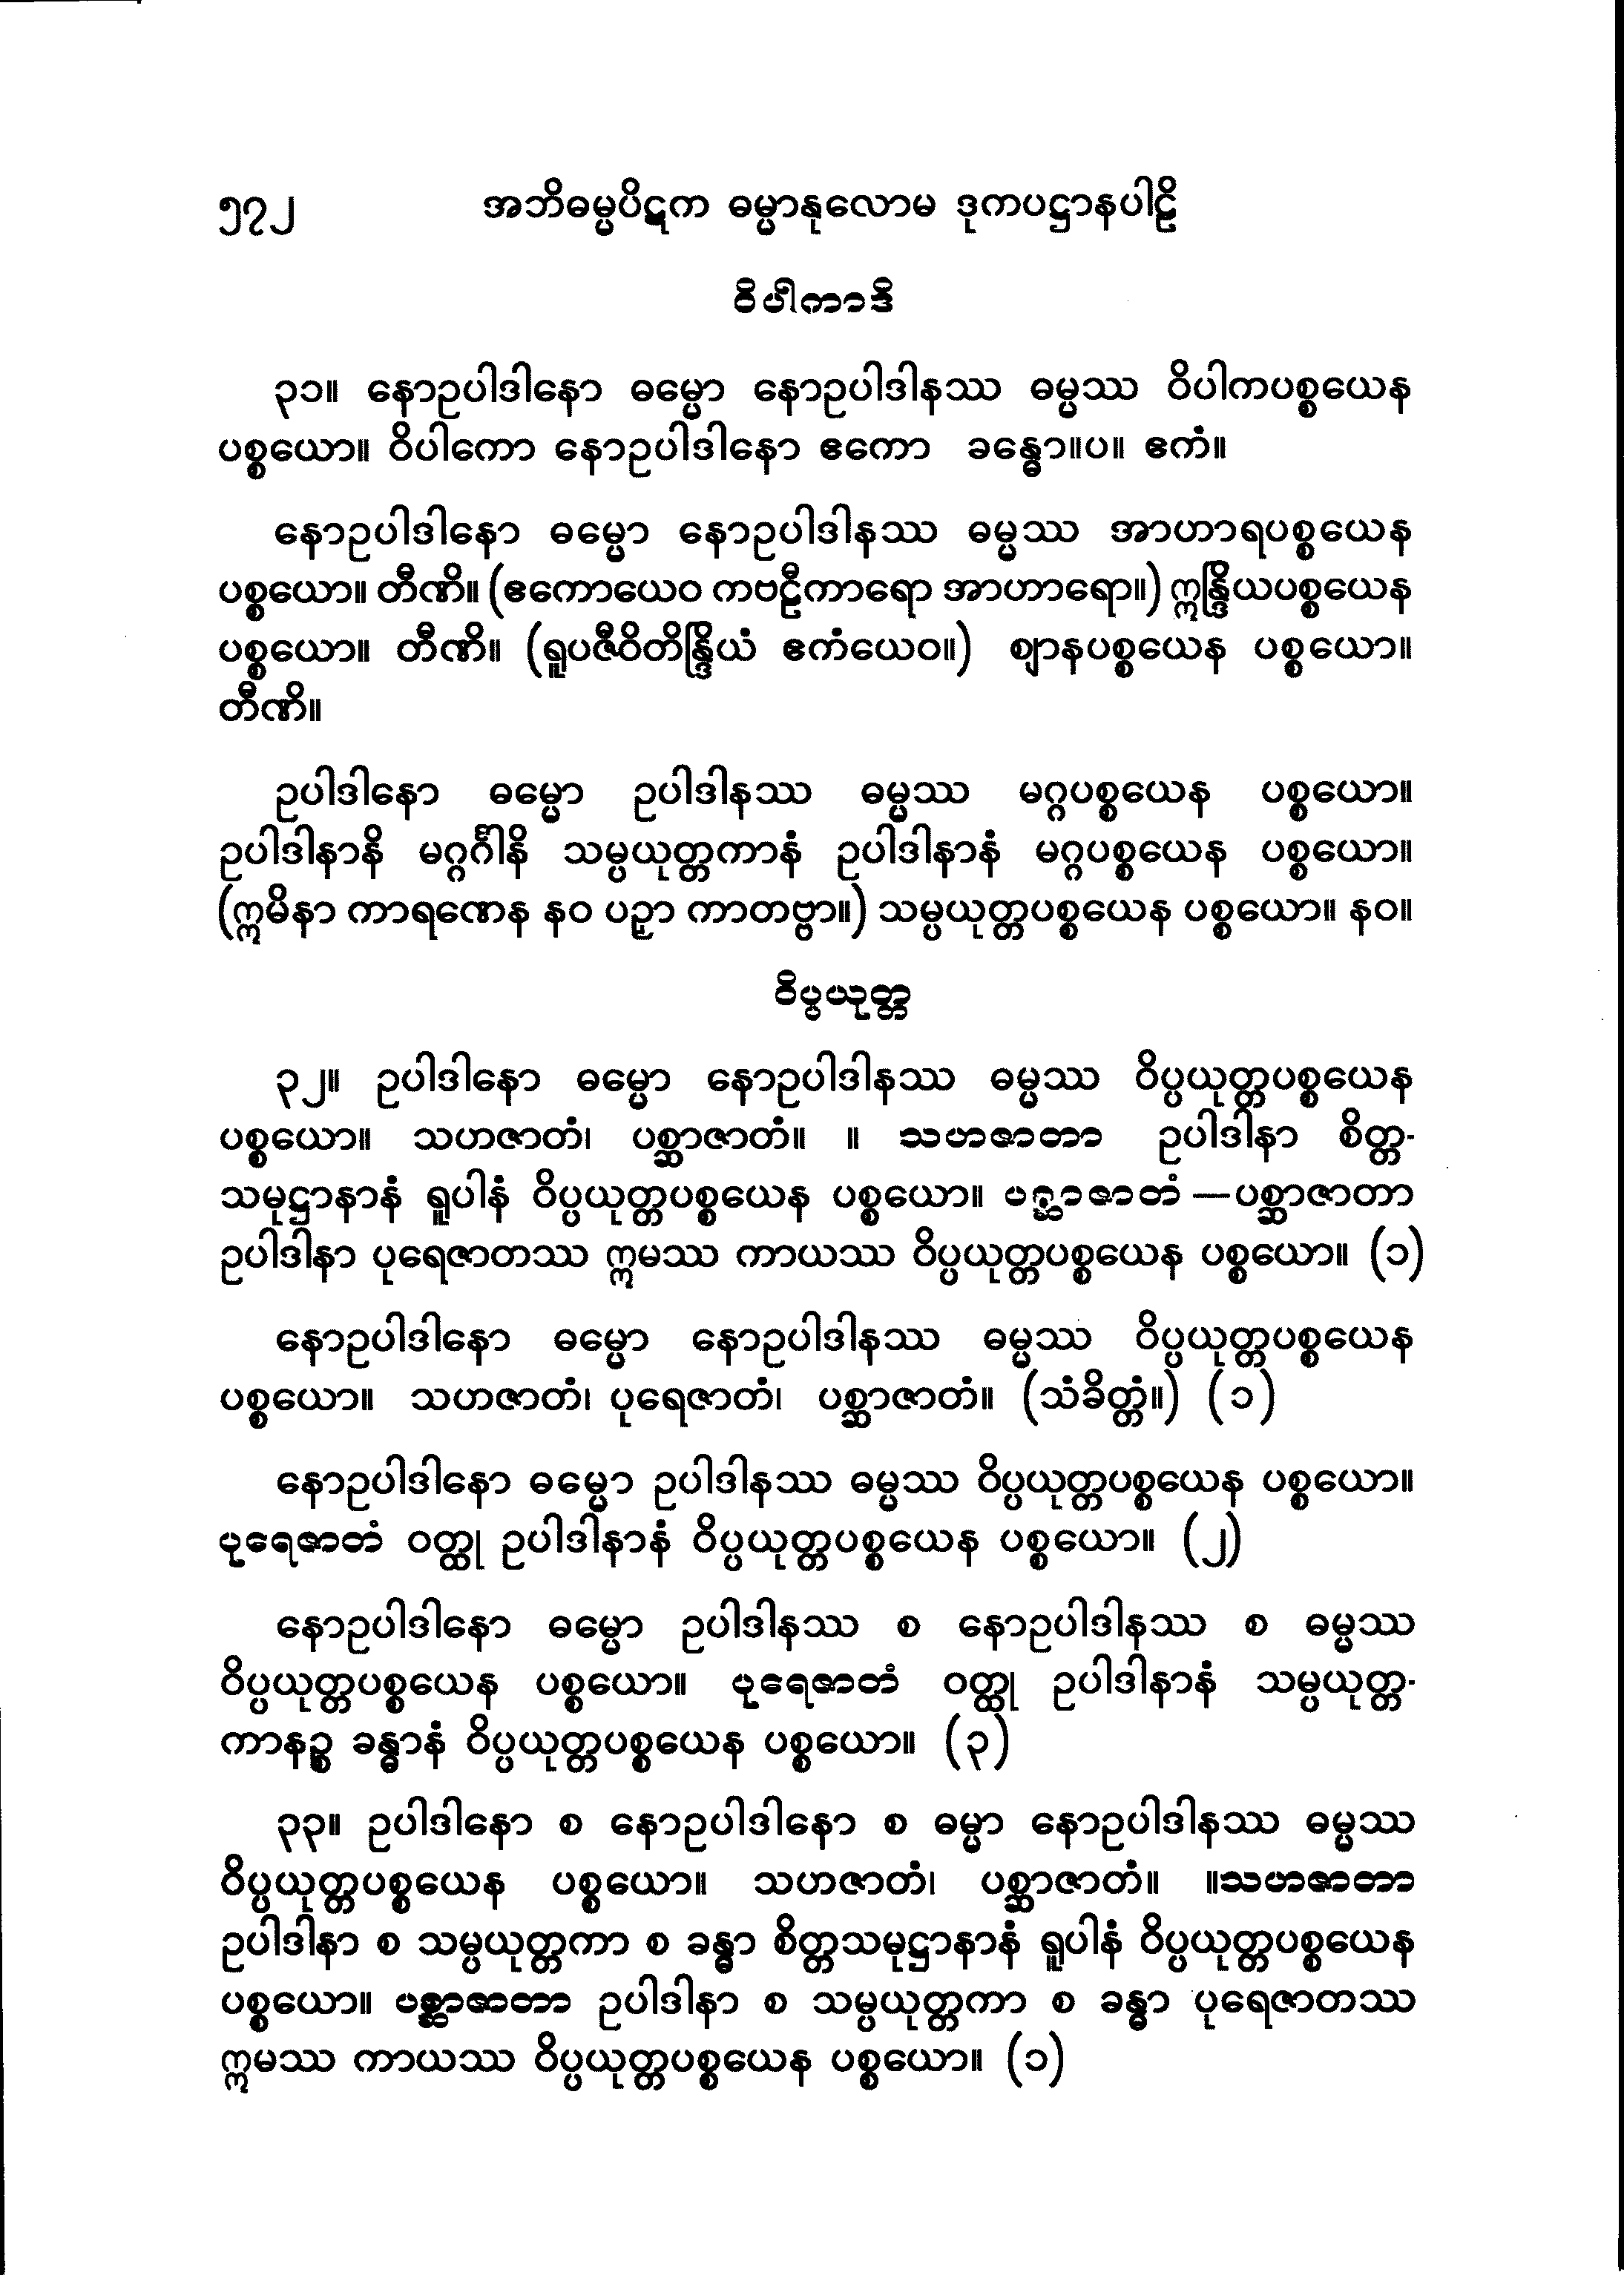 ၅၇၂ အဘိဓမ္မပိဋက ဓမ္မာနုလောမ ဒုကပဋ္ဌာနပါဠိ
ဝိပါကာဒိ
၃၁။ နောဥပါဒါနော ဓမ္မော နောဥပါဒါနဿ ဓမ္မဿ ဝိပါကပစ္စယေန
ပစ္စယော။ ဝိပါကော နောဥပါဒါနော ဧကော ခန္ဓော။ပ။ ဧကံ။
နောဥပါဒါနော ဓမ္မော နောဥပါဒါနဿ ဓမ္မဿ အာဟာရပစ္စယေန
ပစ္စယော။ တီဏိ။ (ဧကောယေဝ ကဗဠီကာရော အာဟာရော။) ဣန္ဒြိယပစ္စယေန
ပစ္စယော။ တီဏိ။ (ရူပဇီဝိတိန္ဒြိယံ ဧကံယေဝ။) ဈာနပစ္စယေန ပစ္စယော။
တီဏိ။
ဥပါဒါနော ဓမ္မော ဥပါဒါနဿ ဓမ္မဿ မဂ္ဂပစ္စယေန ပစ္စယော။
ဥပါဒါနာနိ မဂ္ဂင်္ဂါနိ သမ္ပယုတ္တကာနံ ဥပါဒါနာနံ မဂ္ဂပစ္စယေန ပစ္စယော။
(ဣမိနာ ကာရဏေန နဝ ပဉှာ ကာတဗ္ဗာ။) သမ္ပယုတ္တပစ္စယေန ပစ္စယော။ နဝ။
ဝိပ္ပယုတ္တ
၃၂။ ဥပါဒါနော ဓမ္မော နောဥပါဒါနဿ ဓမ္မဿ ဝိပ္ပယုတ္တပစ္စယေန
ပစ္စယော။ သဟဇာတံ၊ ပစ္ဆာဇာတံ။ ။ သဟဇာတာ ဥပါဒါနာ စိတ္တ-
သမုဋ္ဌာနာနံ ရူပါနံ ဝိပ္ပယုတ္တပစ္စယေန ပစ္စယော။ ပစ္ဆာဇာတံ —ပစ္ဆာဇာတာ
ဥပါဒါနာ ပုရေဇာတဿ ဣမဿ ကာယဿ ဝိပ္ပယုတ္တပစ္စယေန ပစ္စယော။ (၁)
နောဥပါဒါနော ဓမ္မော နောဥပါဒါနဿ ဓမ္မဿ ဝိပ္ပယုတ္တပစ္စယေန
ပစ္စယော။ သဟဇာတံ၊ ပုရေဇာတံ၊ ပစ္ဆာဇာတံ။ (သံခိတ္တံ။) (၁)
နောဥပါဒါနော ဓမ္မော ဥပါဒါနဿ ဓမ္မဿ ဝိပ္ပယုတ္တပစ္စယေန ပစ္စယော။
ပုရေဇာတံ ဝတ္ထု ဥပါဒါနာနံ ဝိပ္ပယုတ္တပစ္စယေန ပစ္စယော။ (၂)
နောဥပါဒါနော ဓမ္မော ဥပါဒါနဿ စ နောဥပါဒါနဿ စ ဓမ္မဿ
ဝိပ္ပယုတ္တပစ္စယေန ပစ္စယော။ ပုရေဇာတံ ဝတ္ထု ဥပါဒါနာနံ သမ္ပယုတ္တ-
ကာနဉ္စ ခန္ဓာနံ ဝိပ္ပယုတ္တပစ္စယေန ပစ္စယော။ (၃)
၃၃။ ဥပါဒါနော စ နောဥပါဒါနော စ ဓမ္မာ နောဥပါဒါနဿ ဓမ္မဿ
ဝိပ္ပယုတ္တပစ္စယေန ပစ္စယော။ သဟဇာတံ၊ ပစ္ဆာဇာတံ။ ။သဟဇာတာ
ဥပါဒါနာ စ သမ္ပယုတ္တကာ စ ခန္ဓာ စိတ္တသမုဋ္ဌာနာနံ ရူပါနံ ဝိပ္ပယုတ္တပစ္စယေန
ပစ္စယော။ ပစ္ဆာဇာတာ ဥပါဒါနာ စ သမ္ပယုတ္တကာ စ ခန္ဓာ ပုရေဇာတဿ
ဣမဿ ကာယဿ ဝိပ္ပယုတ္တပစ္စယေန ပစ္စယော။ (၁)